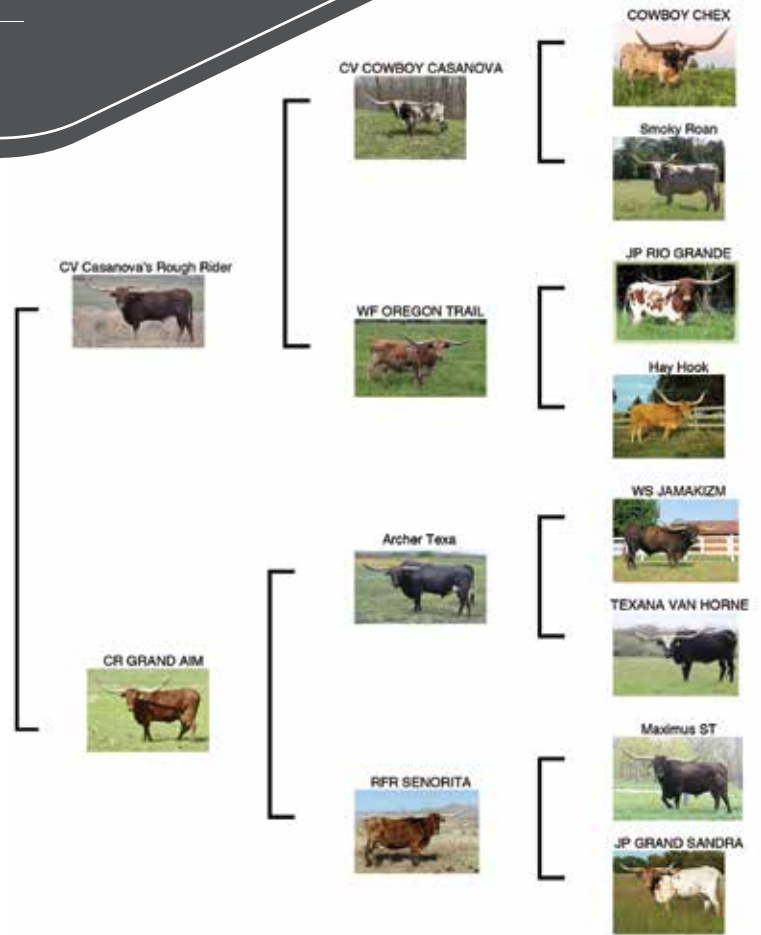 COWBOY CHEX
CV COWBOY CASANOVA
Smoky Roan
CV Casanova's Rough Rider
JP RIO GRANDE
WF OREGON TRAIL
Hay Hook
WS JAMAKIZM
Archer Texa
TEXANA VAN HORNE
CR GRAND AIM
Maximus ST
RFR SENORITA
JP GRAND SANDRA